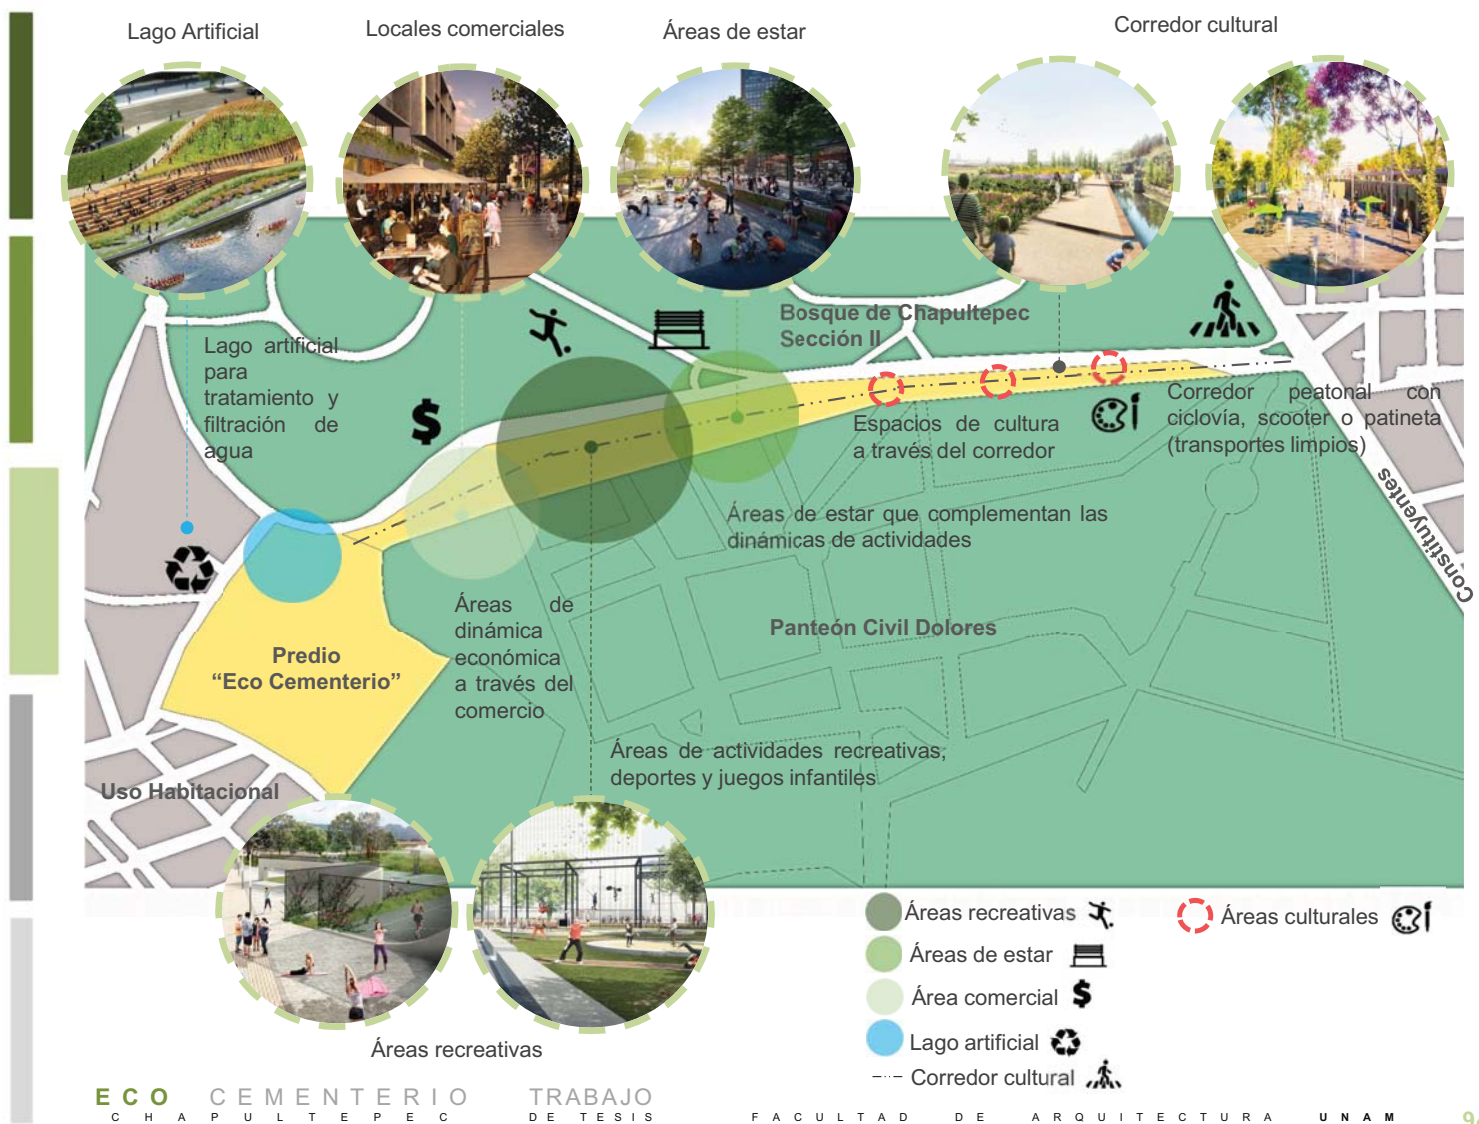 Lago Artificial
Locales comerciales
Áreas de estar
Corredor cultural
Bosque de Chapultepec
Sección II
Lago artificial
para
tratamiento y
filtración de
agua
Espacios de cultura
a través del corredor
Corredor peatonal con
ciclovía, scooter o patineta
(transportes limpios)
Constituyentes
Áreas de estar que complementan las
dinámicas de actividades
Áreas de
dinámica
económica
a través del
comercio
Panteón Civil Dolores
Predio
“Eco Cementerio”
Áreas de actividades recreativas,
deportes y juegos infantiles
Uso Habitacional
Áreas recreativas
Áreas recreativas
Áreas de estar
Área comercial
Lago artificial
Corredor cultural
Áreas culturales
ECO CEMENTERIO TRABAJO
CHAPULTEPEC DE TESIS FACULTAD DE ARQUITECTURA UNAM